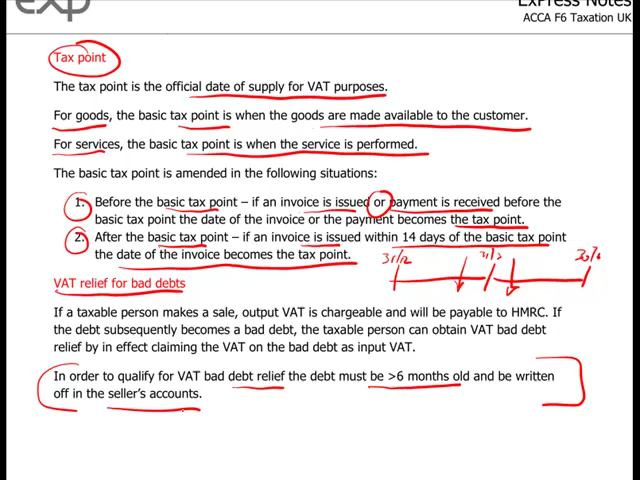 exp
ExPress Notes
ACCA F6 Taxation UK
Tax point
The tax point is the official date of supply for VAT purposes.
For goods, the basic tax point is when the goods are made available to the customer.
For services, the basic tax point is when the service is performed.
The basic tax point is amended in the following situations:
1. Before the basic tax point – if an invoice is issued or payment is received before the
basic tax point the date of the invoice or the payment becomes the tax point.
2. After the basic tax point – if an invoice is issued within 14 days of the basic tax point
the date of the invoice becomes the tax point.
31/12
VAT relief for bad debts
If a taxable person makes a sale, output VAT is chargeable and will be payable to HMRC. If
the debt subsequently becomes a bad debt, the taxable person can obtain VAT bad debt
relief by in effect claiming the VAT on the bad debt as input VAT.
In order to qualify for VAT bad debt relief the debt must be >6 months old and be written
off in the seller's accounts.